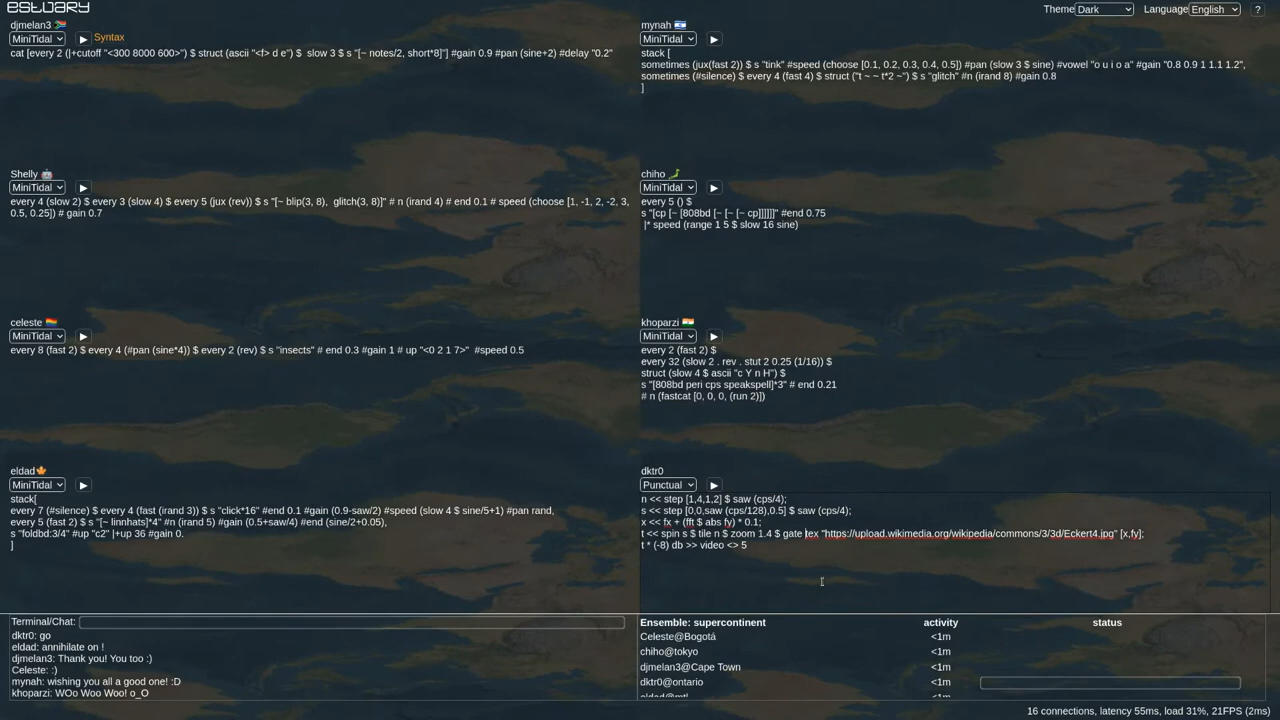 estuary
Theme Dark Language English ?
djmelan3 🇿🇦
MiniTidal ▶ Syntax
cat [every 2 (|+cutoff "<300 8000 600>") $ struct (ascii "<f> d e") $  slow 3 $ s "[~ notes/2, short*8]"] #gain 0.9 #pan (sine+2) #delay "0.2"
mynah 🇮🇱
MiniTidal ▶
stack [
sometimes (jux(fast 2)) $ s "tink" #speed (choose [0.1, 0.2, 0.3, 0.4, 0.5]) #pan (slow 3 $ sine) #vowel "o u i o a" #gain "0.8 0.9 1 1.1 1.2",
sometimes (#silence) $ every 4 (fast 4) $ struct ("t ~ ~ t*2 ~") $ s "glitch" #n (irand 8) #gain 0.8
]
Shelly 🤖
MiniTidal ▶
every 4 (slow 2) $ every 3 (slow 4) $ every 5 (jux (rev)) $ s "[~ blip(3, 8),  glitch(3, 8)]" # n (irand 4) # end 0.1 # speed (choose [1, -1, 2, -2, 3,
0.5, 0.25]) # gain 0.7
chiho
MiniTidal ▶
every 5 () $
s "[cp [~ [808bd [~ [~ [~ cp]]]]]]" #end 0.75
|* speed (range 1 5 $ slow 16 sine)
celeste 🏳️‍🌈
MiniTidal ▶
every 8 (fast 2) $ every 4 (#pan (sine*4)) $ every 2 (rev) $ s "insects" # end 0.3 #gain 1 # up "<0 2 1 7>"  #speed 0.5
khoparzi 🇮🇳
MiniTidal ▶
every 2 (fast 2) $
every 32 (slow 2 . rev . stut 2 0.25 (1/16)) $
struct (slow 4 $ ascii "c Y n H") $
s "[808bd peri cps speakspell]*3" # end 0.21
# n (fastcat [0, 0, 0, (run 2)])
eldad🍁
MiniTidal ▶
stack[
every 7 (#silence) $ every 4 (fast (irand 3)) $ s "click*16" #end 0.1 #gain (0.9-saw/2) #speed (slow 4 $ sine/5+1) #pan rand,
every 5 (fast 2) $ s "[~ linnhats]*4" #n (irand 5) #gain (0.5+saw/4) #end (sine/2+0.05),
s "foldbd:3/4" #up "c2" |+up 36 #gain 0.
]
dktr0
Punctual ▶
n << step [1,4,1,2] $ saw (cps/4);
s << step [0,0,saw (cps/128),0.5] $ saw (cps/4);
x << fx + (fft $ abs fy) * 0.1;
t << spin s $ tile n $ zoom 1.4 $ gate tex "https://upload.wikimedia.org/wikipedia/commons/3/3d/Eckert4.jpg" [x,fy];
t * (-8) db >> video <> 5
Terminal/Chat:
dktr0: go
eldad: annihilate on !
djmelan3: Thank you! You too :)
Celeste: :)
mynah: wishing you all a good one! :D
khoparzi: WOo Woo Woo! o_O
Ensemble: supercontinent activity status
Celeste@Bogotá <1m
chiho@tokyo <1m
djmelan3@Cape Town <1m
dktr0@ontario <1m
eldad@mtl <1m
16 connections, latency 55ms, load 31%, 21FPS (2ms)